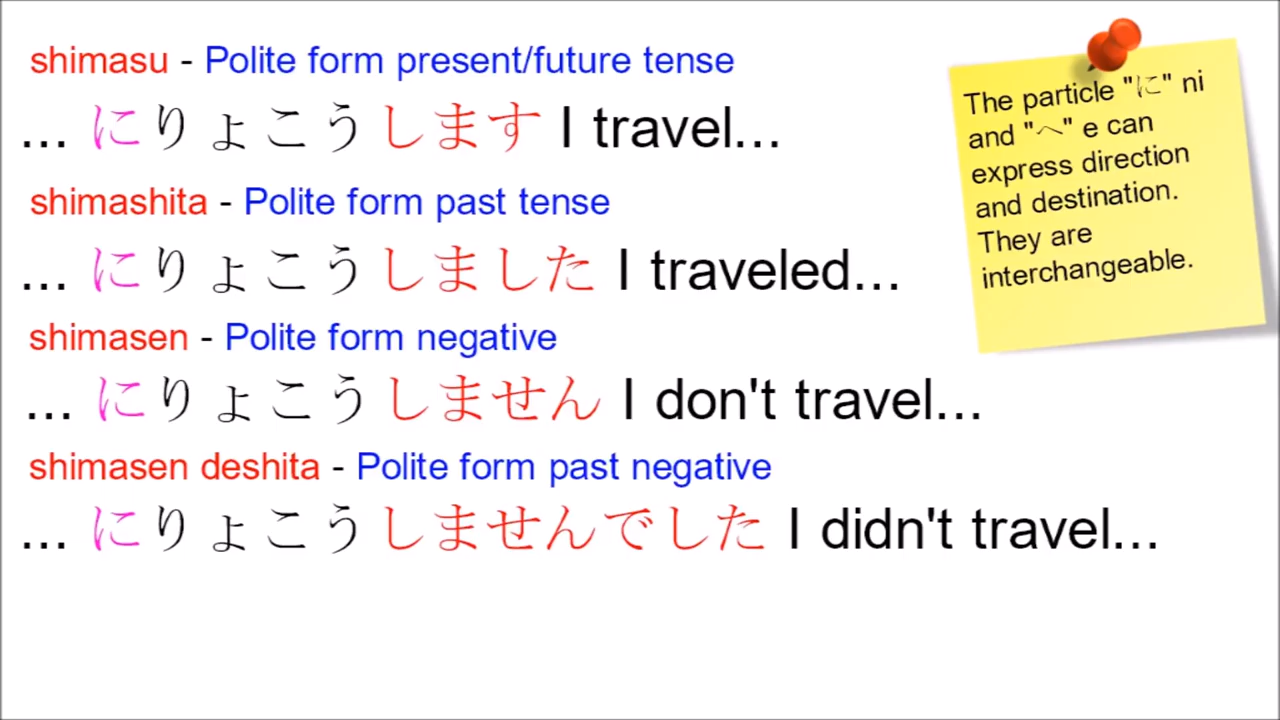 shimasu - Polite form present/future tense
... にりょこうします I travel...
shimashita - Polite form past tense
... にりょこうしました I traveled...
shimasen - Polite form negative
... にりょこうしません I don't travel...
shimasen deshita - Polite form past negative
... にりょこうしませんでした I didn't travel...
The particle "に" ni
and "へ" e can
express direction
and destination.
They are
interchangeable.